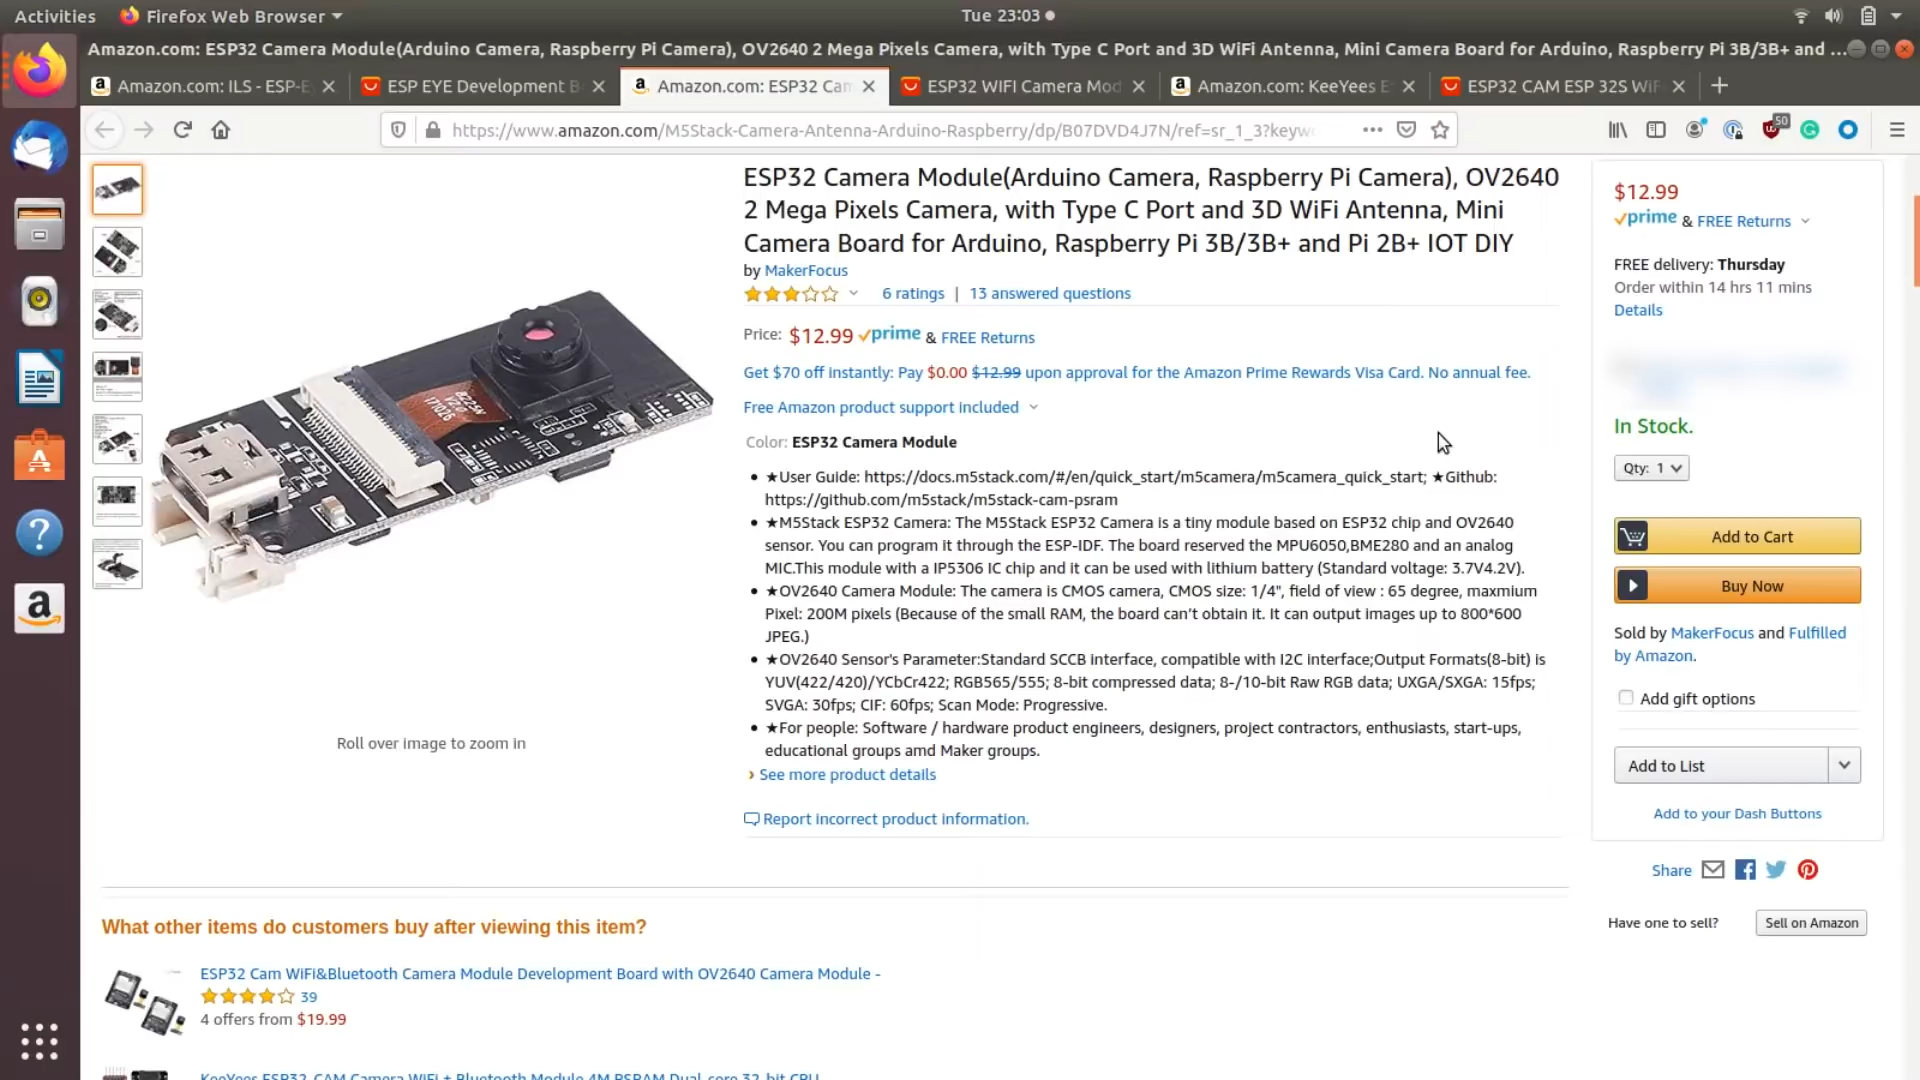 Activities
Firefox Web Browser
Tue 23:03
Amazon.com: ESP32 Camera Module(Arduino Camera, Raspberry Pi Camera), OV2640 2 Mega Pixels Camera, with Type C Port and 3D WiFi Antenna, Mini Camera Board for Arduino, Raspberry Pi 3B/3B+ and ...
Amazon.com: ILS - ESP-E
ESP EYE Development B
Amazon.com: ESP32 Cam
ESP32 WIFI Camera Mod
Amazon.com: KeeYees E
ESP32 CAM ESP 32S WiF
https://www.amazon.com/M5Stack-Camera-Antenna-Arduino-Raspberry/dp/B07DVD4J7N/ref=sr_1_3?keyw
50
ESP32 Camera Module(Arduino Camera, Raspberry Pi Camera), OV2640
2 Mega Pixels Camera, with Type C Port and 3D WiFi Antenna, Mini
Camera Board for Arduino, Raspberry Pi 3B/3B+ and Pi 2B+ IOT DIY
by MakerFocus
6 ratings | 13 answered questions
Price: $12.99 prime & FREE Returns
Get $70 off instantly: Pay $0.00 $12.99 upon approval for the Amazon Prime Rewards Visa Card. No annual fee.
Free Amazon product support included
Color: ESP32 Camera Module
• ★User Guide: https://docs.m5stack.com/#/en/quick_start/m5camera/m5camera_quick_start; ★Github:
https://github.com/m5stack/m5stack-cam-psram
• ★M5Stack ESP32 Camera: The M5Stack ESP32 Camera is a tiny module based on ESP32 chip and OV2640
sensor. You can program it through the ESP-IDF. The board reserved the MPU6050,BME280 and an analog
MIC.This module with a IP5306 IC chip and it can be used with lithium battery (Standard voltage: 3.7V4.2V).
• ★OV2640 Camera Module: The camera is CMOS camera, CMOS size: 1/4", field of view : 65 degree, maxmium
Pixel: 200M pixels (Because of the small RAM, the board can't obtain it. It can output images up to 800*600
JPEG.)
• ★OV2640 Sensor's Parameter:Standard SCCB interface, compatible with I2C interface;Output Formats(8-bit) is
YUV(422/420)/YCbCr422; RGB565/555; 8-bit compressed data; 8-/10-bit Raw RGB data; UXGA/SXGA: 15fps;
SVGA: 30fps; CIF: 60fps; Scan Mode: Progressive.
• ★For people: Software / hardware product engineers, designers, project contractors, enthusiasts, start-ups,
educational groups amd Maker groups.
› See more product details
Report incorrect product information.
8225N
V2.0
171026
Roll over image to zoom in
$12.99
prime & FREE Returns
FREE delivery: Thursday
Order within 14 hrs 11 mins
Details
In Stock.
Qty: 1
Add to Cart
Buy Now
Sold by MakerFocus and Fulfilled
by Amazon.
Add gift options
Add to List
Add to your Dash Buttons
Share
Have one to sell?
Sell on Amazon
What other items do customers buy after viewing this item?
ESP32 Cam WiFi&Bluetooth Camera Module Development Board with OV2640 Camera Module -
39
4 offers from $19.99
KeeYees ESP32-CAM Camera WiFi + Bluetooth Module 4M PSRAM Dual-core 32-bit CPU